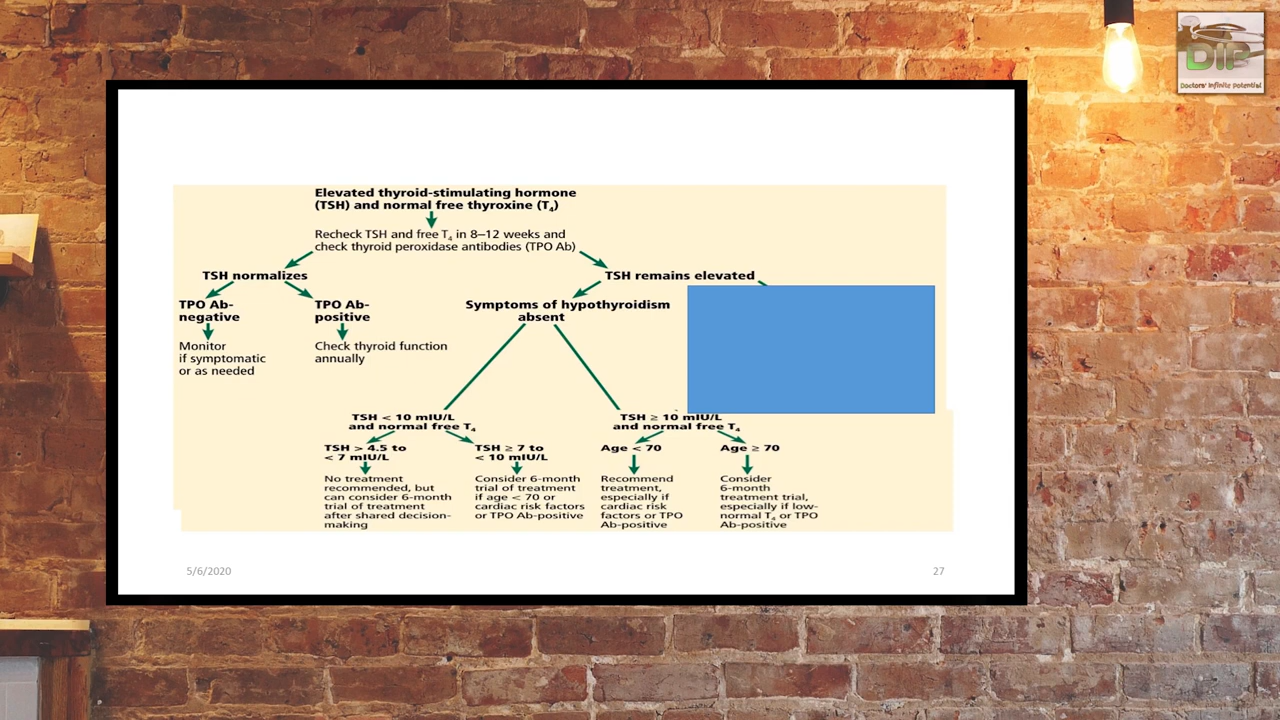 DIP
Doctors' Infinite Potential
Elevated thyroid-stimulating hormone
(TSH) and normal free thyroxine (T₄)
Recheck TSH and free T₄ in 8–12 weeks and
check thyroid peroxidase antibodies (TPO Ab)
TSH normalizes
TSH remains elevated
TPO Ab-
negative
TPO Ab-
positive
Symptoms of hypothyroidism
absent
Monitor
if symptomatic
or as needed
Check thyroid function
annually
TSH < 10 mIU/L
and normal free T₄
TSH ≥ 10 mIU/L
and normal free T₄
TSH > 4.5 to
< 7 mIU/L
TSH ≥ 7 to
< 10 mIU/L
Age < 70
Age ≥ 70
No treatment
recommended, but
can consider 6-month
trial of treatment
after shared decision-
making
Consider 6-month
trial of treatment
if age < 70 or
cardiac risk factors
or TPO Ab-positive
Recommend
treatment,
especially if
cardiac risk
factors or TPO
Ab-positive
Consider
6-month
treatment trial,
especially if low-
normal T₄ or TPO
Ab-positive
5/6/2020
27